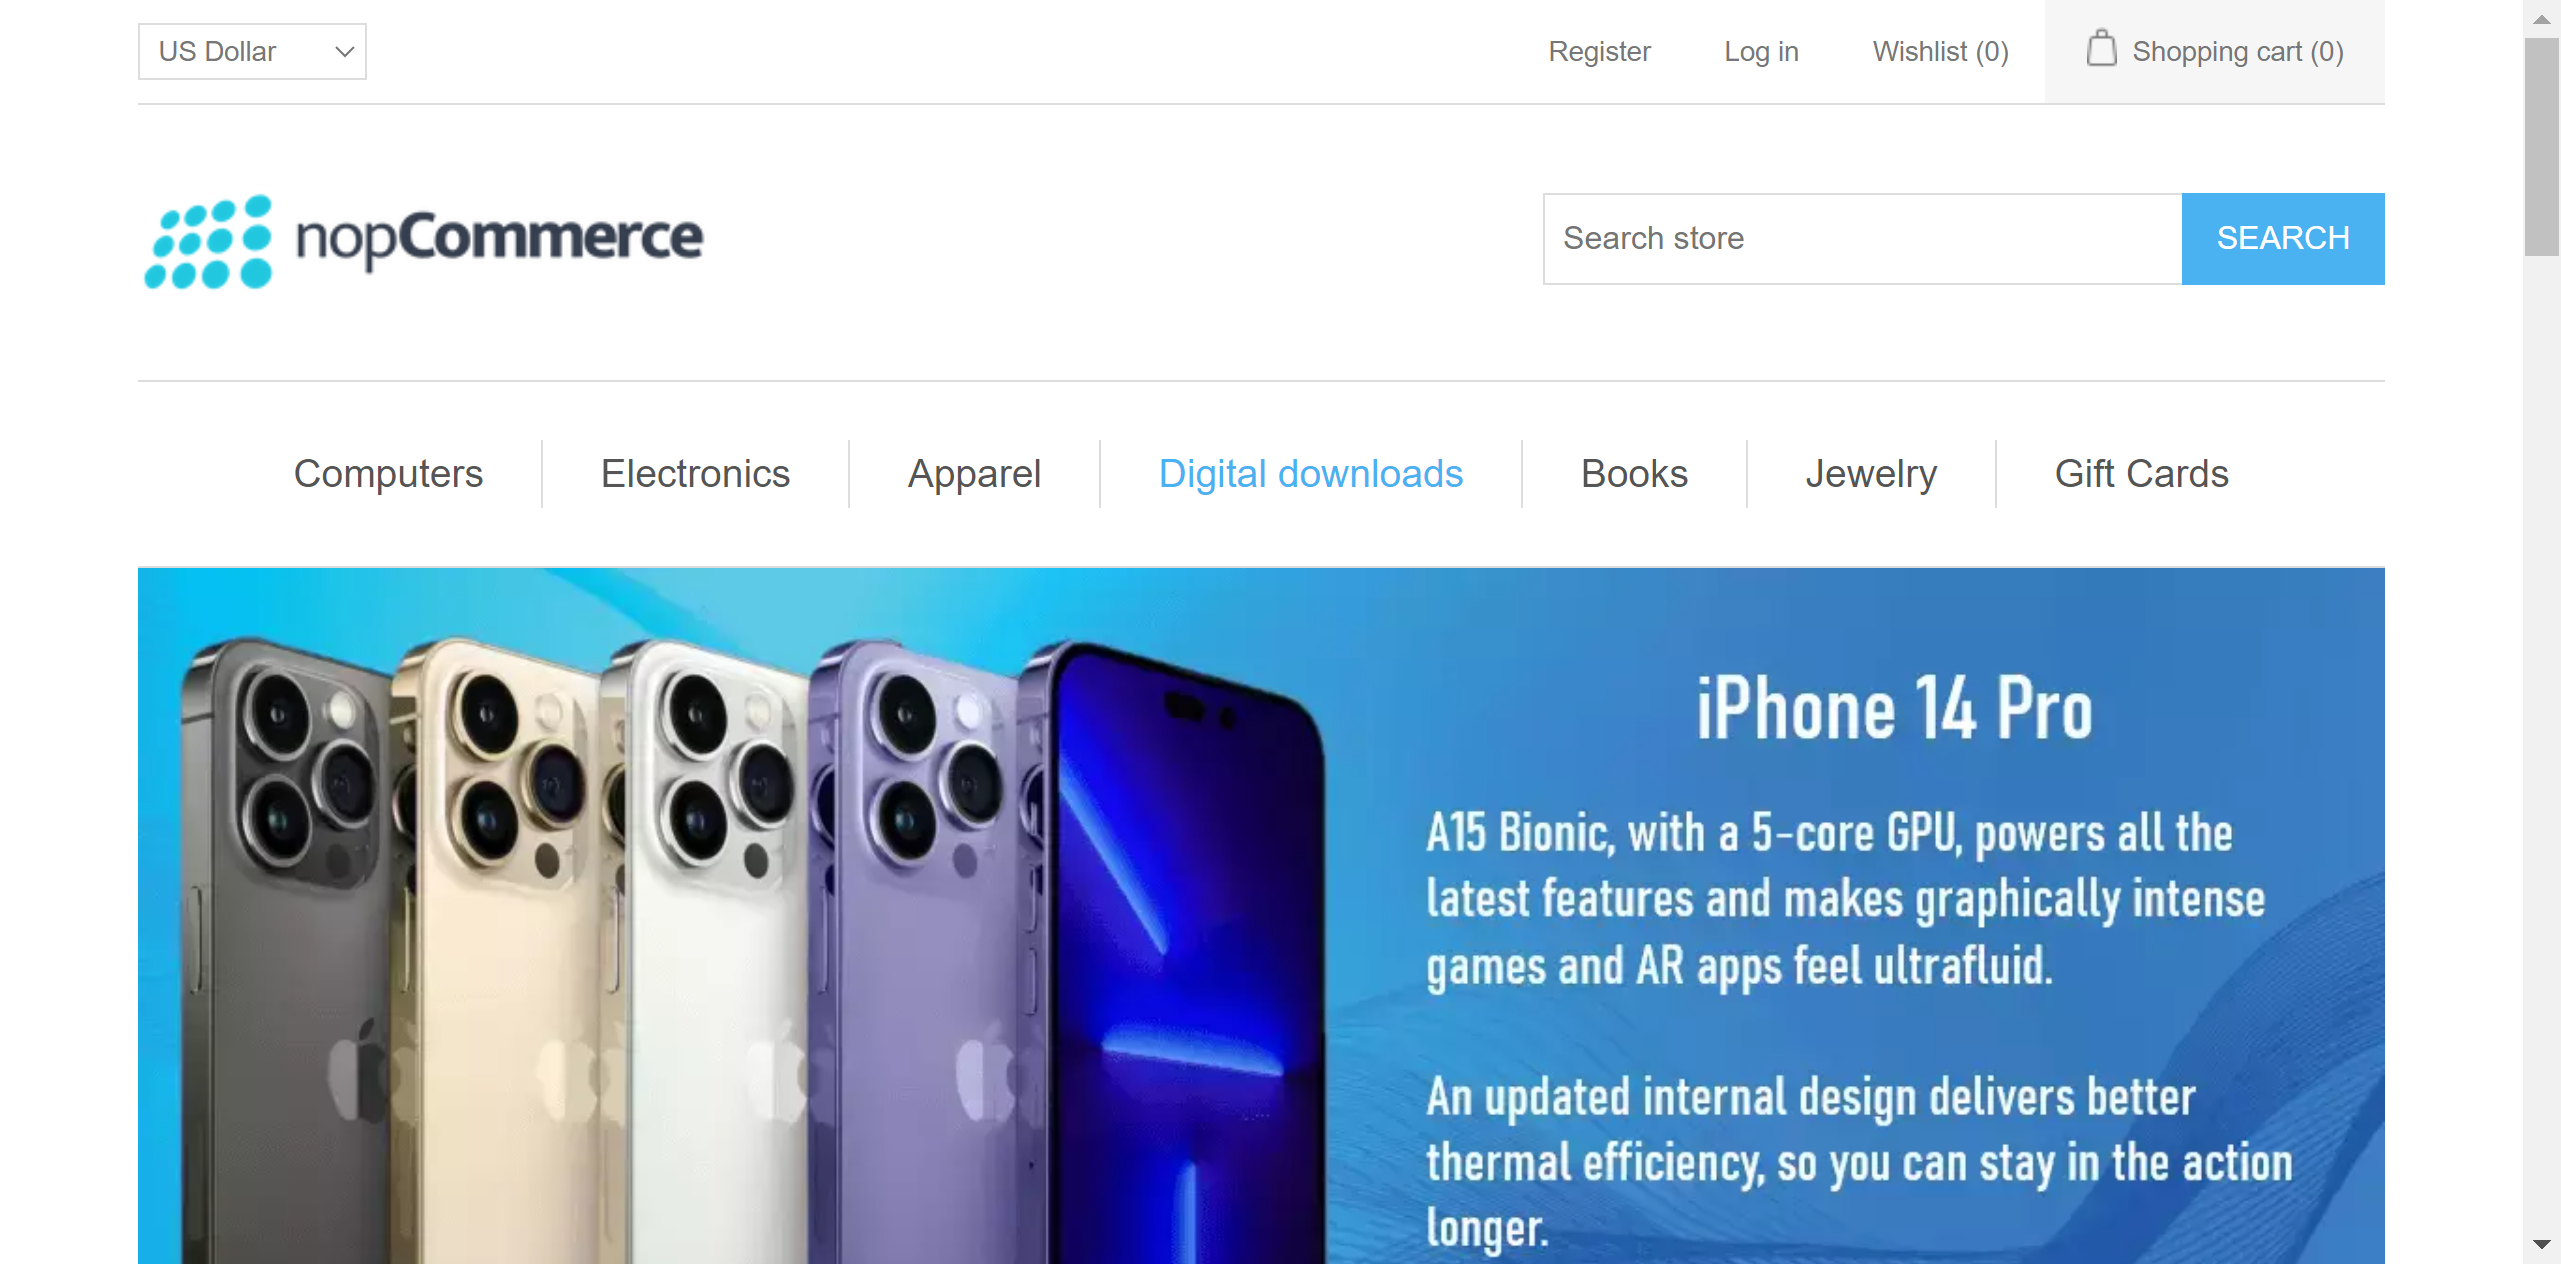 US Dollar
Register
Log in
Wishlist (0)
Shopping cart (0)
nopCommerce
Search store
SEARCH
Computers
Electronics
Apparel
Digital downloads
Books
Jewelry
Gift Cards
iPhone 14 Pro
A15 Bionic, with a 5-core GPU, powers all the
latest features and makes graphically intense
games and AR apps feel ultrafluid.
An updated internal design delivers better
thermal efficiency, so you can stay in the action
longer.